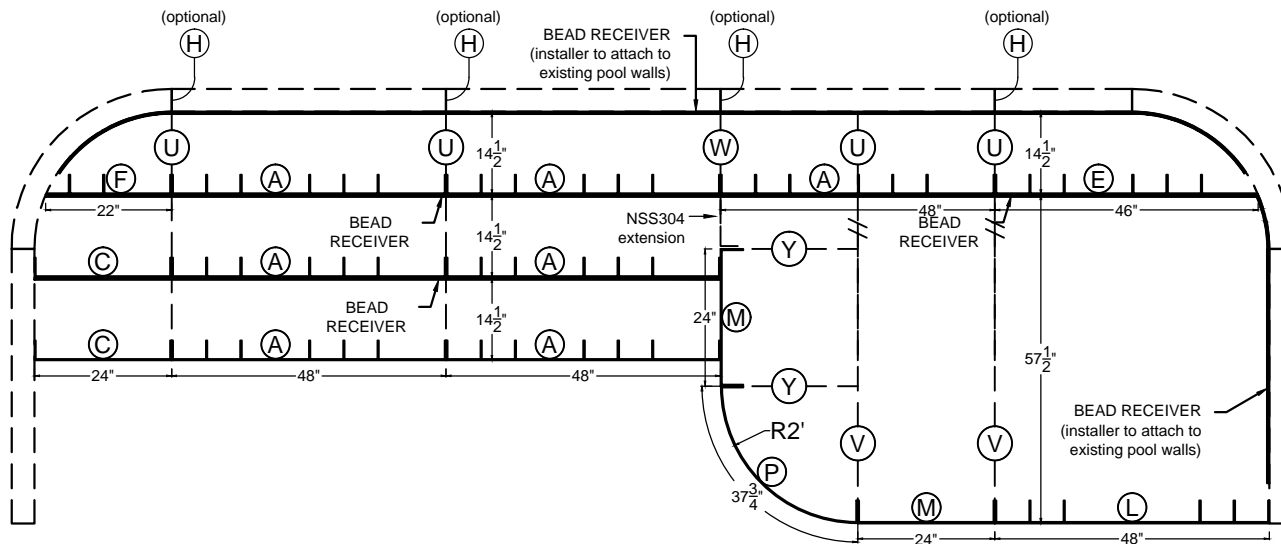 (optional) (optional) (optional) (optional)
H H H H
BEAD RECEIVER
(installer to attach to
existing pool walls)
U U W U U
14 1/2" 14 1/2"
F A A A E
22" 48" 46"
BEAD
RECEIVER
NSS304
extension
BEAD
RECEIVER
14 1/2"
C A A Y
BEAD
RECEIVER
14 1/2"
24" M
C A A
57 1/2"
24" 48" 48"
Y
R2'
BEAD RECEIVER
(installer to attach to
existing pool walls)
V V
P
37 3/4"
M L
24" 48"